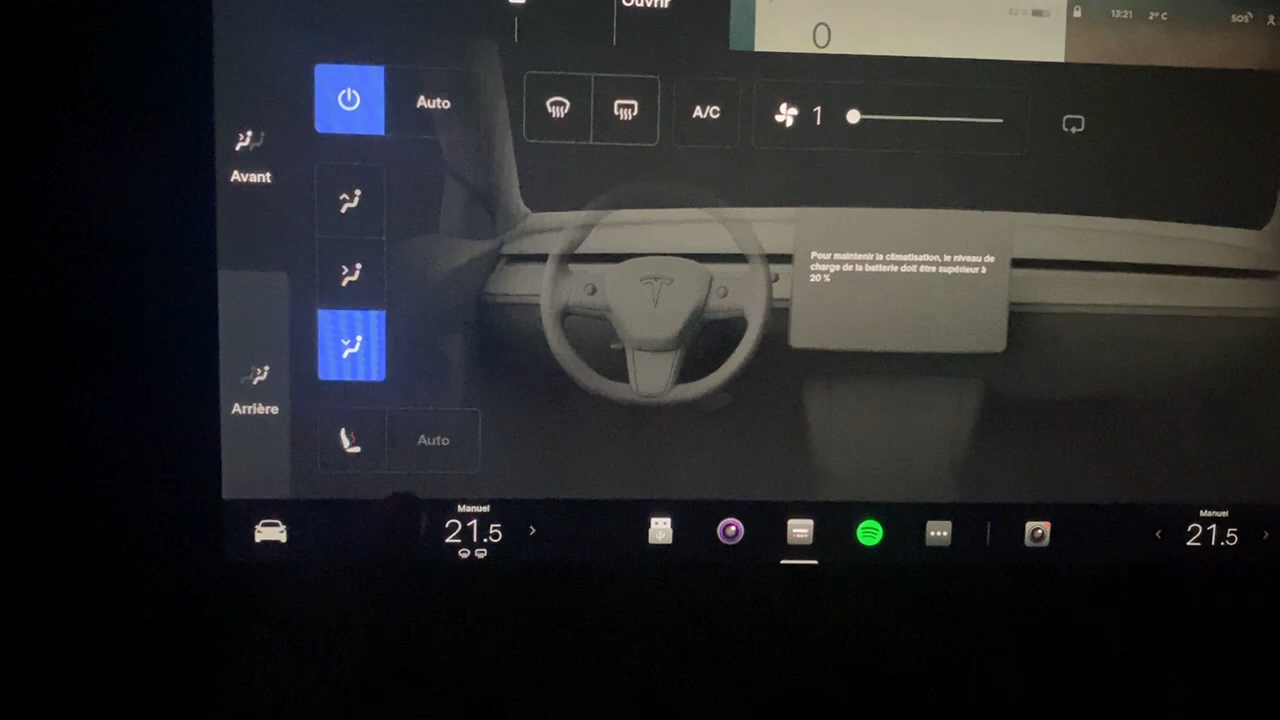 Ouvrir
0
82%
13:21
2° C
SOS
Auto
A/C
1
Avant
Pour maintenir la climatisation, le niveau de
charge de la batterie doit être supérieur à
20 %
Arrière
Auto
Manuel
21.5
Manuel
21.5